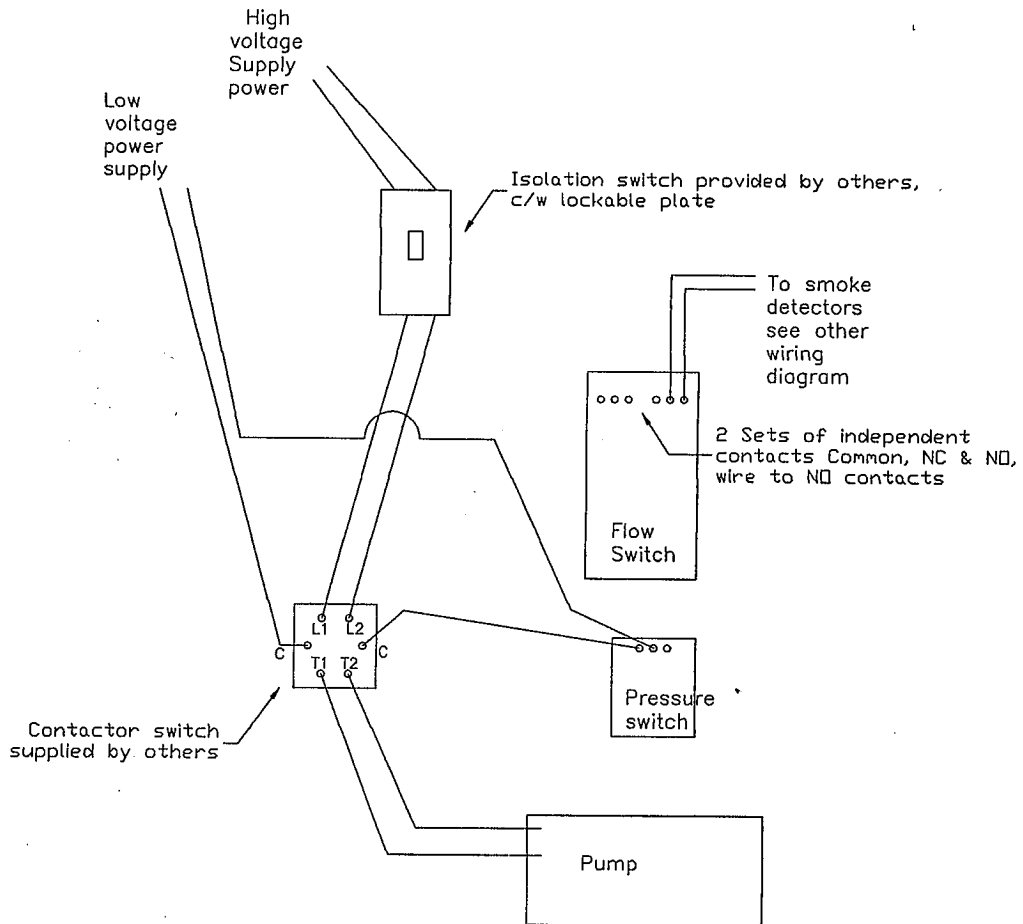 High
voltage
Supply
power
Low
voltage
power
supply
Isolation switch provided by others,
c/w lockable plate
To smoke
detectors
see other
wiring
diagram
2 Sets of independent
contacts Common, NC & NO,
wire to NO contacts
Flow
Switch
L1 L2
C C
T1 T2
Pressure
switch
Contactor switch
supplied by others
Pump